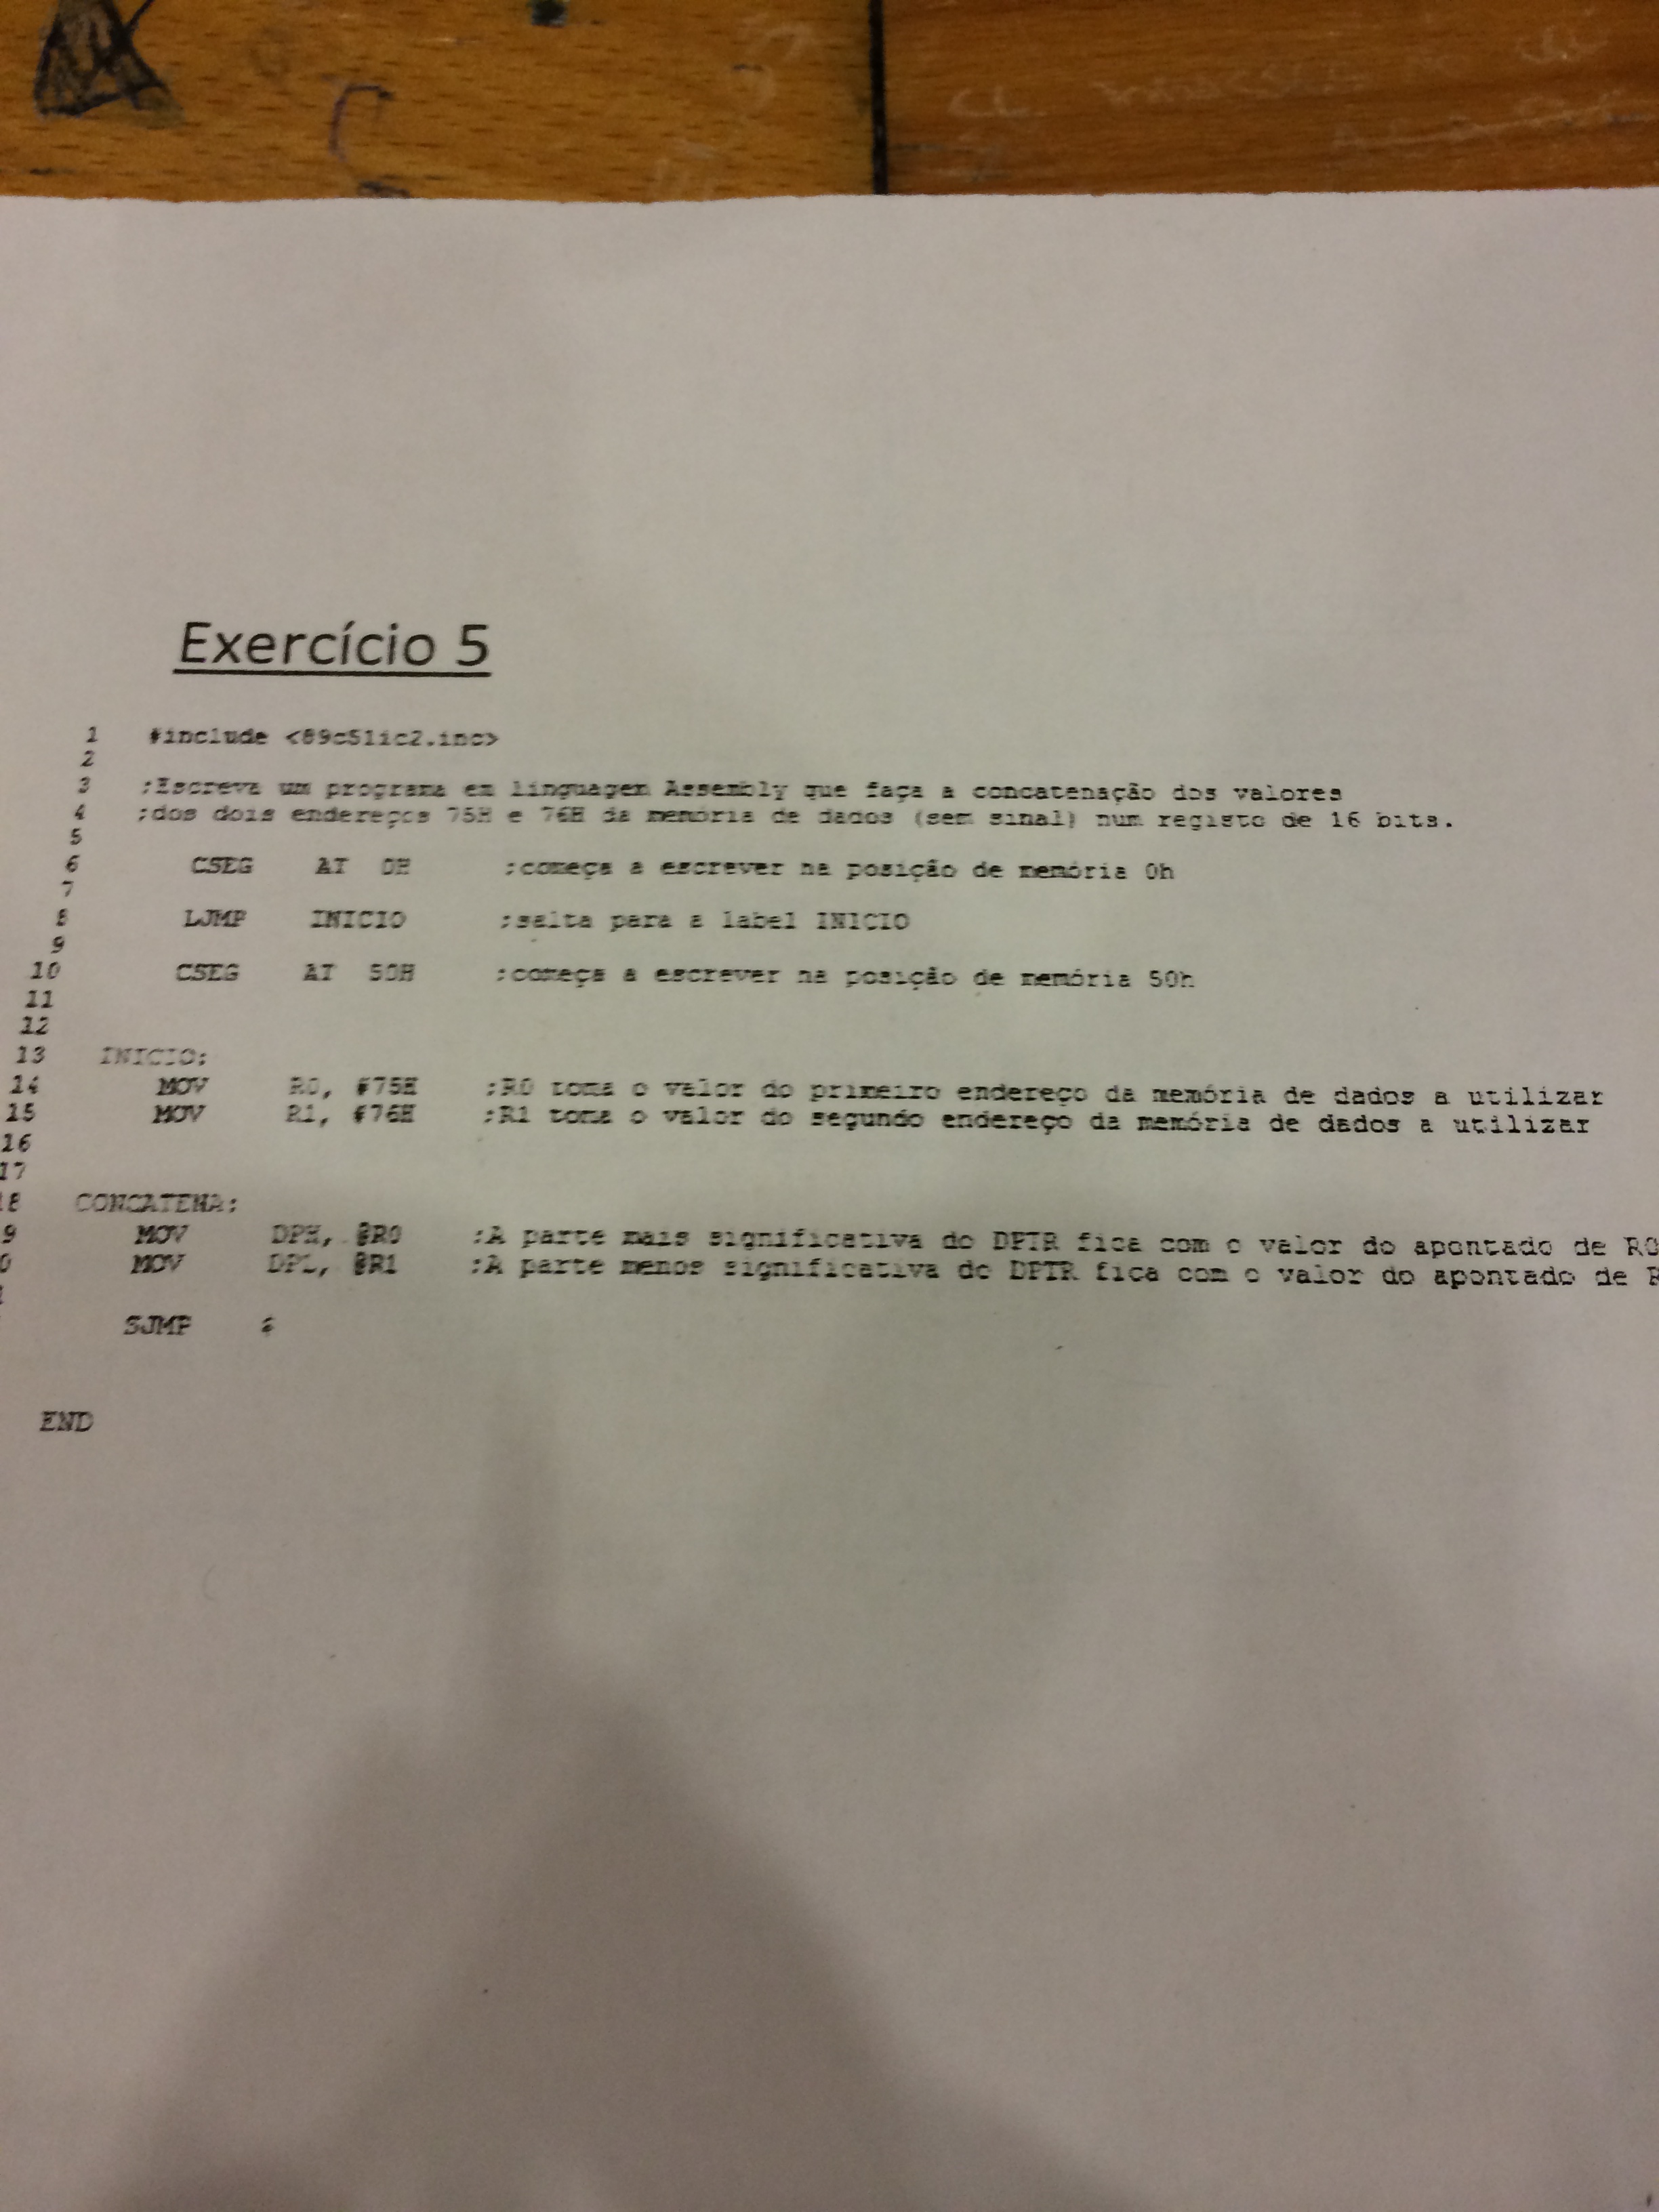 Exercício 5
1 #include <89c51ic2.inc>
2
3 ;Escreva um programa em linguagem Assembly que faça a concatenação dos valores
4 ;dos dois endereços 75H e 76H da memória de dados (sem sinal) num registo de 16 bits.
5
6 CSEG AT 0H ;começa a escrever na posição de memória 0h
7
8 LJMP INICIO ;salta para a label INICIO
9
10 CSEG AT 50H ;começa a escrever na posição de memória 50h
11
12
13 INICIO:
14 MOV R0, #75H ;R0 toma o valor do primeiro endereço da memória de dados a utilizar
15 MOV R1, #76H ;R1 toma o valor do segundo endereço da memória de dados a utilizar
16
17
8 CONCATENA:
9 MOV DPH, @R0 ;A parte mais significativa do DPTR fica com o valor do apontado de R0
0 MOV DPL, @R1 ;A parte menos significativa do DPTR fica com o valor do apontado de R
SJMP $
END